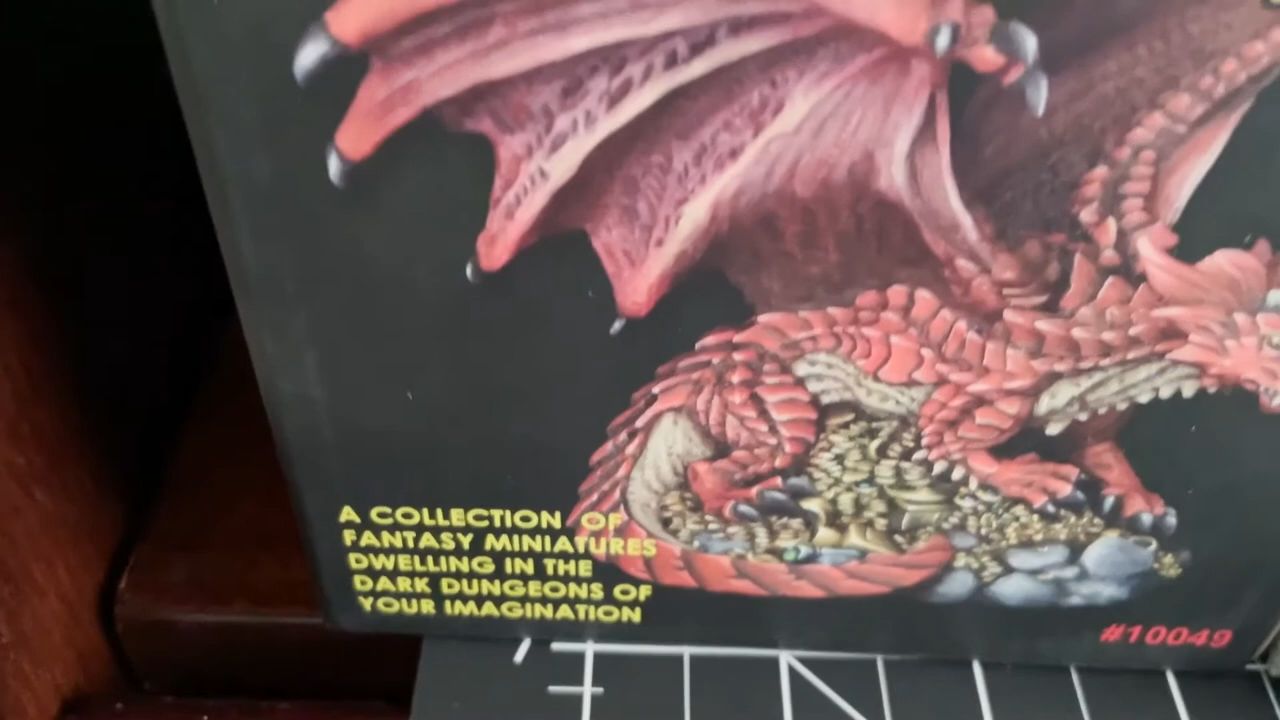 A COLLECTION OF
FANTASY MINIATURES
DWELLING IN THE
DARK DUNGEONS OF
YOUR IMAGINATION
#10049